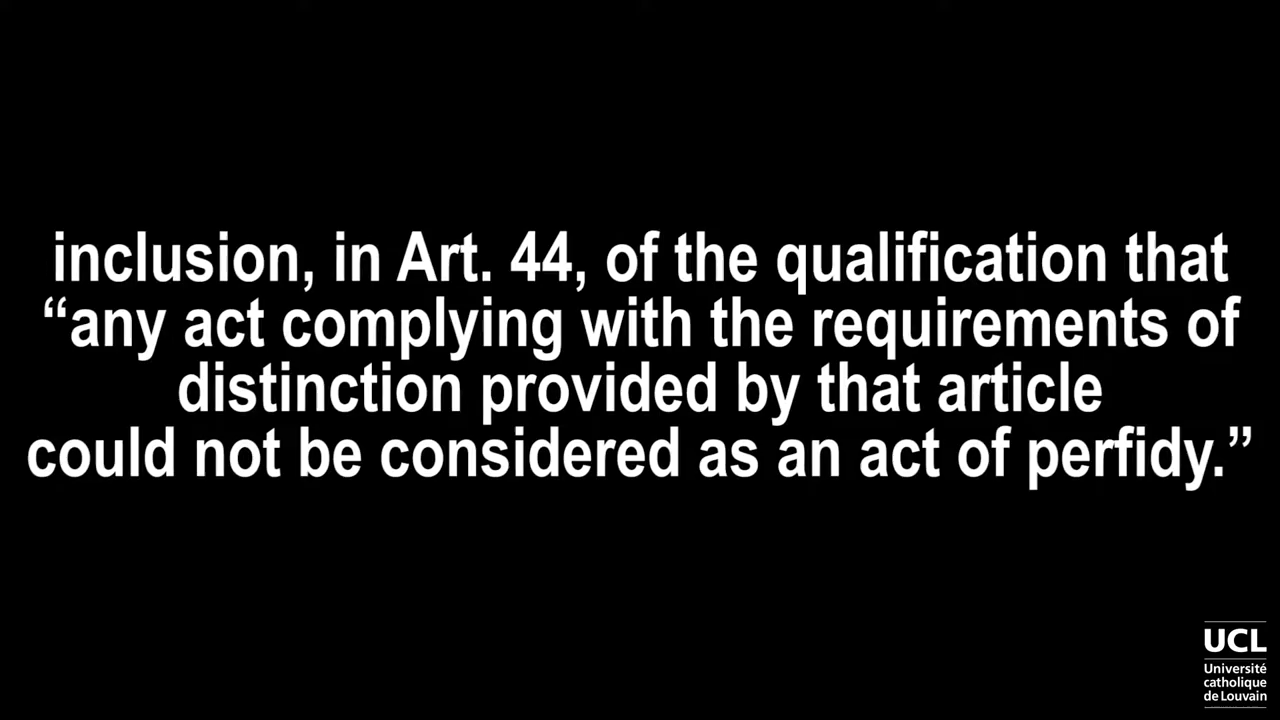 inclusion, in Art. 44, of the qualification that
“any act complying with the requirements of
distinction provided by that article
could not be considered as an act of perfidy.”
UCL
Université
catholique
de Louvain